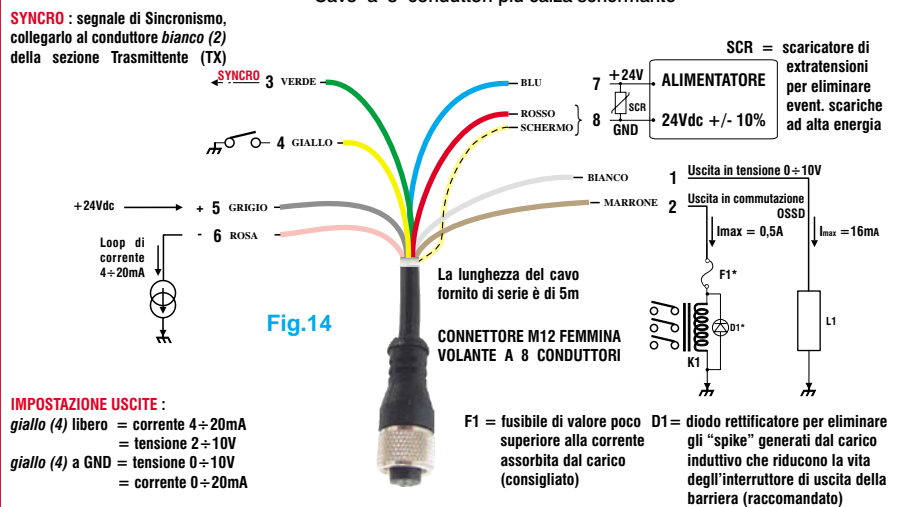 Cavo a 8 conduttori più calza schermante
SYNCRO : segnale di Sincronismo,
collegarlo al conduttore bianco (2)
della sezione Trasmittente (TX)
SYNCRO 3 VERDE
4 GIALLO
+24Vdc + 5 GRIGIO
- 6 ROSA
Loop di
corrente
4÷20mA
BLU 7 +24V
ROSSO
SCHERMO 8 GND
SCR
ALIMENTATORE
24Vdc +/- 10%
SCR = scaricatore di
extratensioni
per eliminare
event. scariche
ad alta energia
BIANCO 1 Uscita in tensione 0÷10V
MARRONE 2 Uscita in commutazione
OSSD
Imax = 0,5A
Imax =16mA
F1*
D1*
K1
L1
La lunghezza del cavo
fornito di serie è di 5m
Fig.14
CONNETTORE M12 FEMMINA
VOLANTE A 8 CONDUTTORI
IMPOSTAZIONE USCITE :
giallo (4) libero = corrente 4÷20mA
= tensione 2÷10V
giallo (4) a GND = tensione 0÷10V
= corrente 0÷20mA
F1 = fusibile di valore poco
superiore alla corrente
assorbita dal carico
(consigliato)
D1= diodo rettificatore per eliminare
gli “spike” generati dal carico
induttivo che riducono la vita
degll'interruttore di uscita della
barriera (raccomandato)